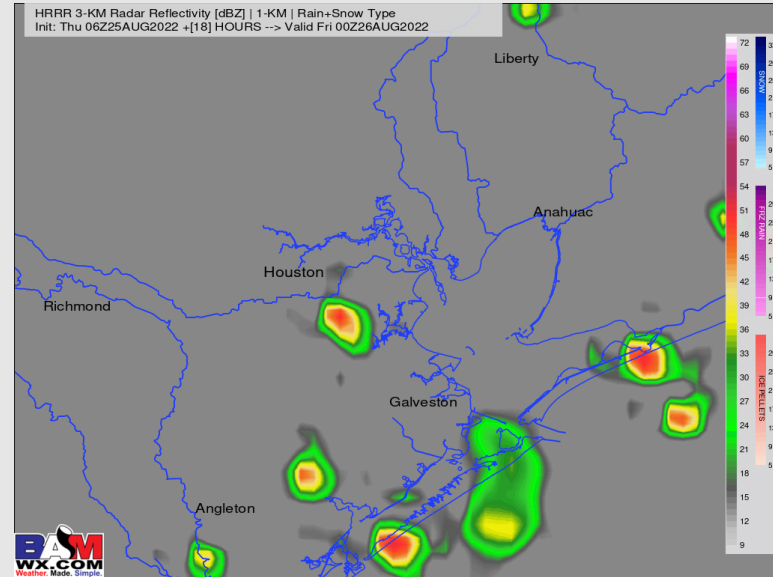 HRRR 3-KM Radar Reflectivity [dBZ] | 1-KM | Rain+Snow Type
Init: Thu 06Z25AUG2022 +[18] HOURS --> Valid Fri 00Z26AUG2022
Liberty
Anahuac
Houston
Richmond
Galveston
Angleton
72
69
66
63
60
57
54
51
48
45
42
39
36
33
30
27
24
21
18
15
12
9
SNOW
FRZ RAIN
ICE PELLETS
BAM
WX.COM
Weather. Made. Simple.